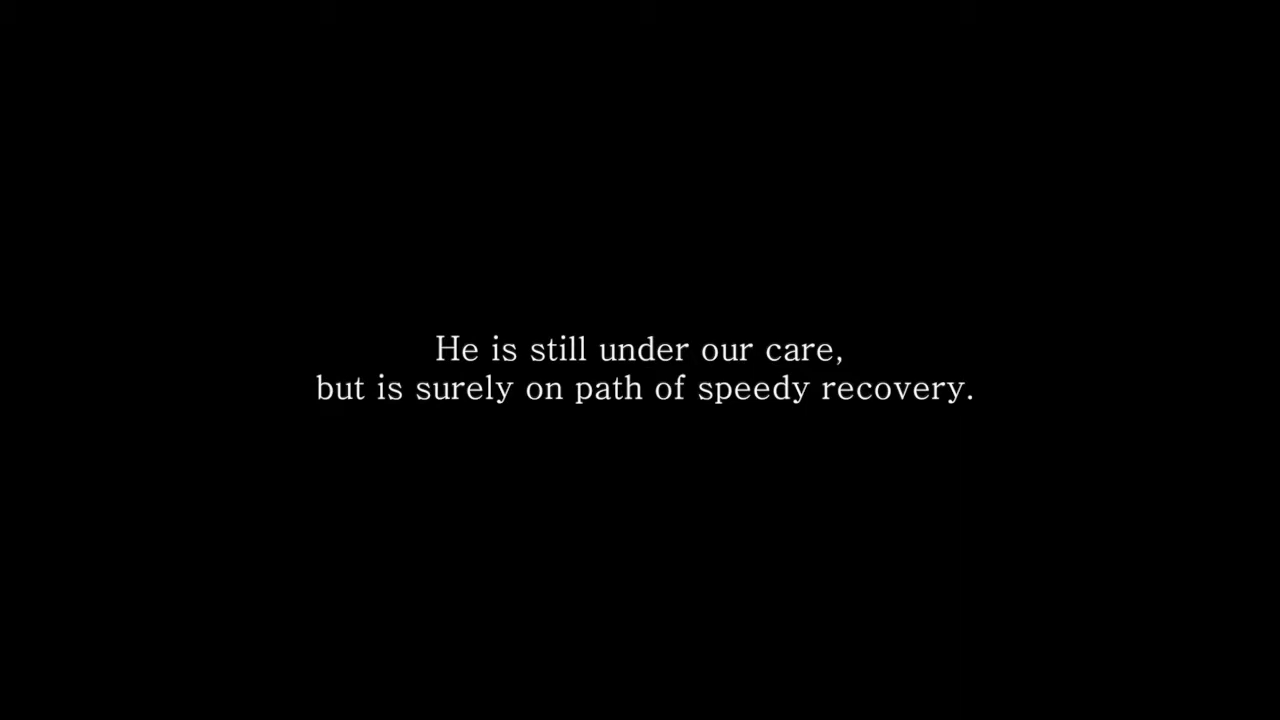 He is still under our care,
but is surely on path of speedy recovery.